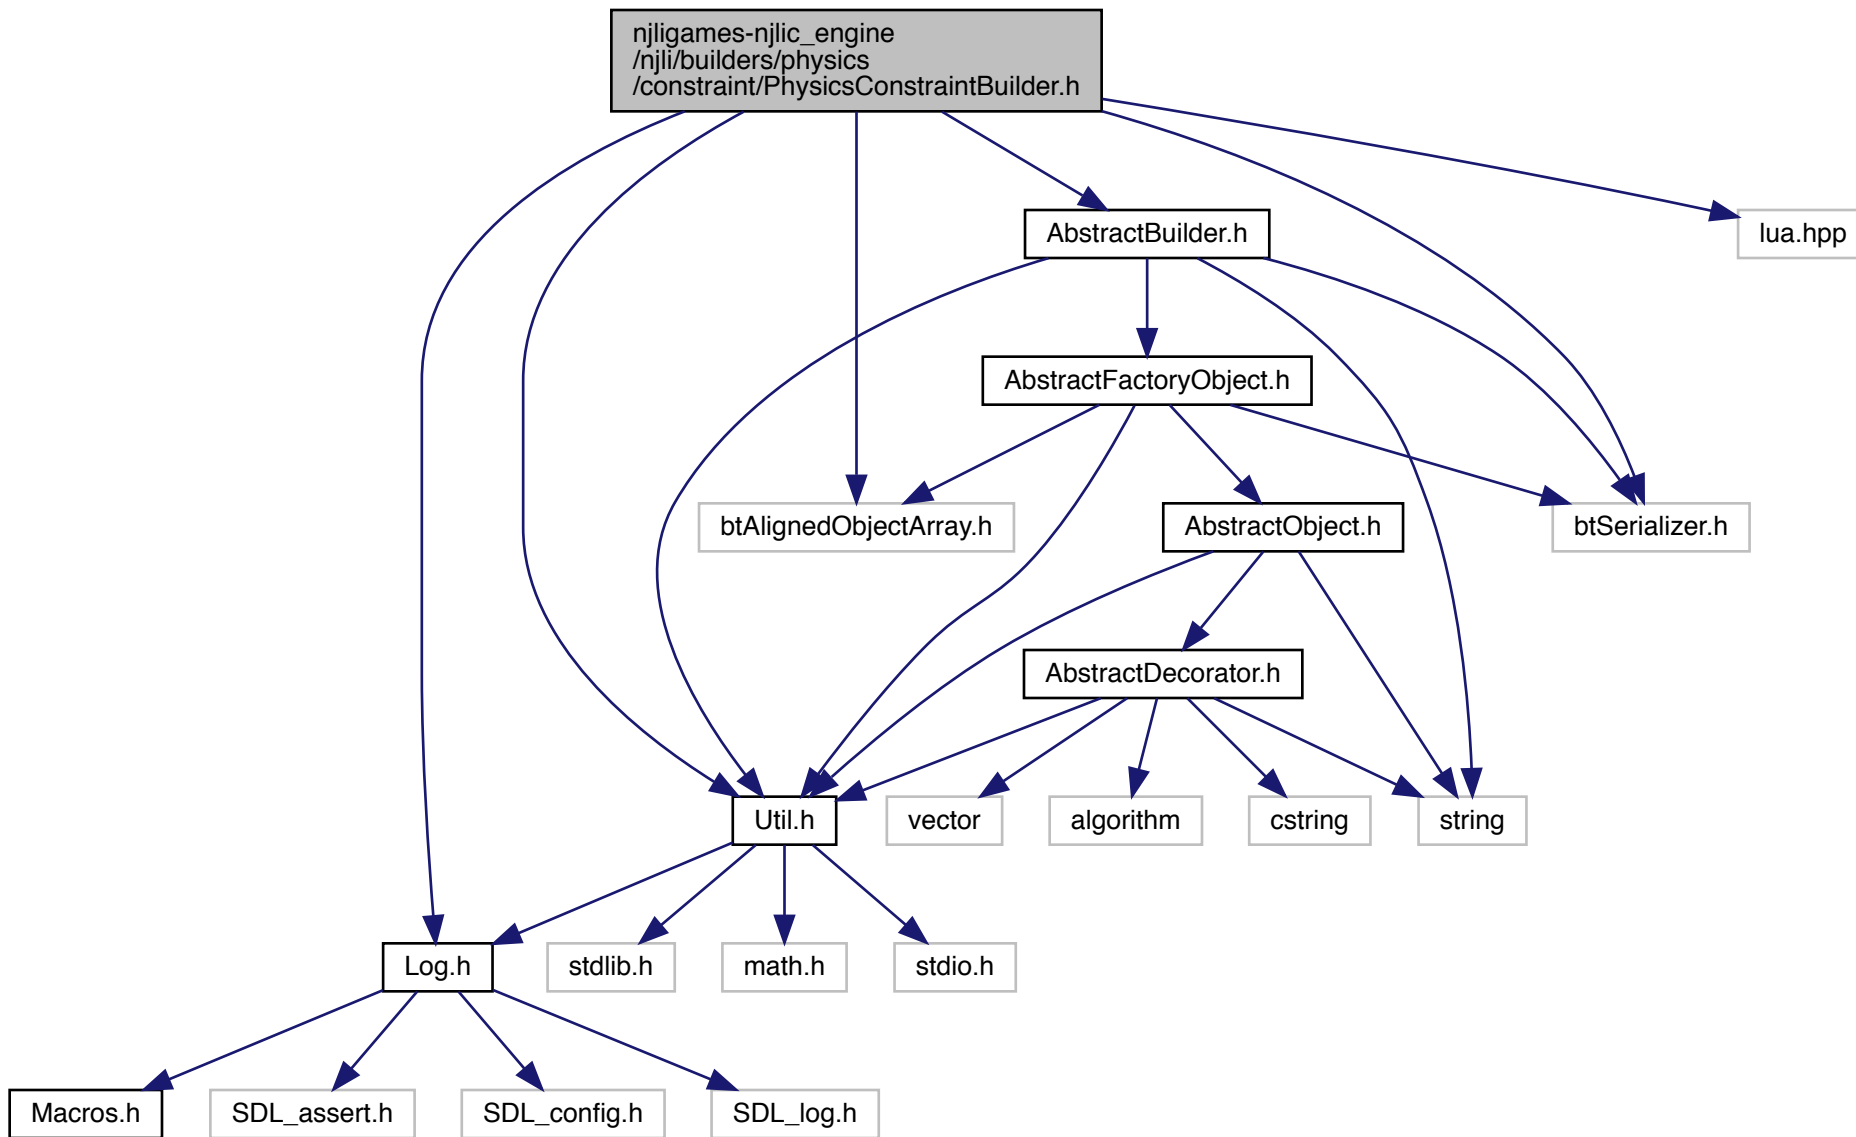 njligames-njlic_engine
/njli/builders/physics
/constraint/PhysicsConstraintBuilder.h
AbstractBuilder.h
lua.hpp
AbstractFactoryObject.h
btAlignedObjectArray.h
AbstractObject.h
btSerializer.h
AbstractDecorator.h
Util.h
vector
algorithm
cstring
string
Log.h
stdlib.h
math.h
stdio.h
Macros.h
SDL_assert.h
SDL_config.h
SDL_log.h